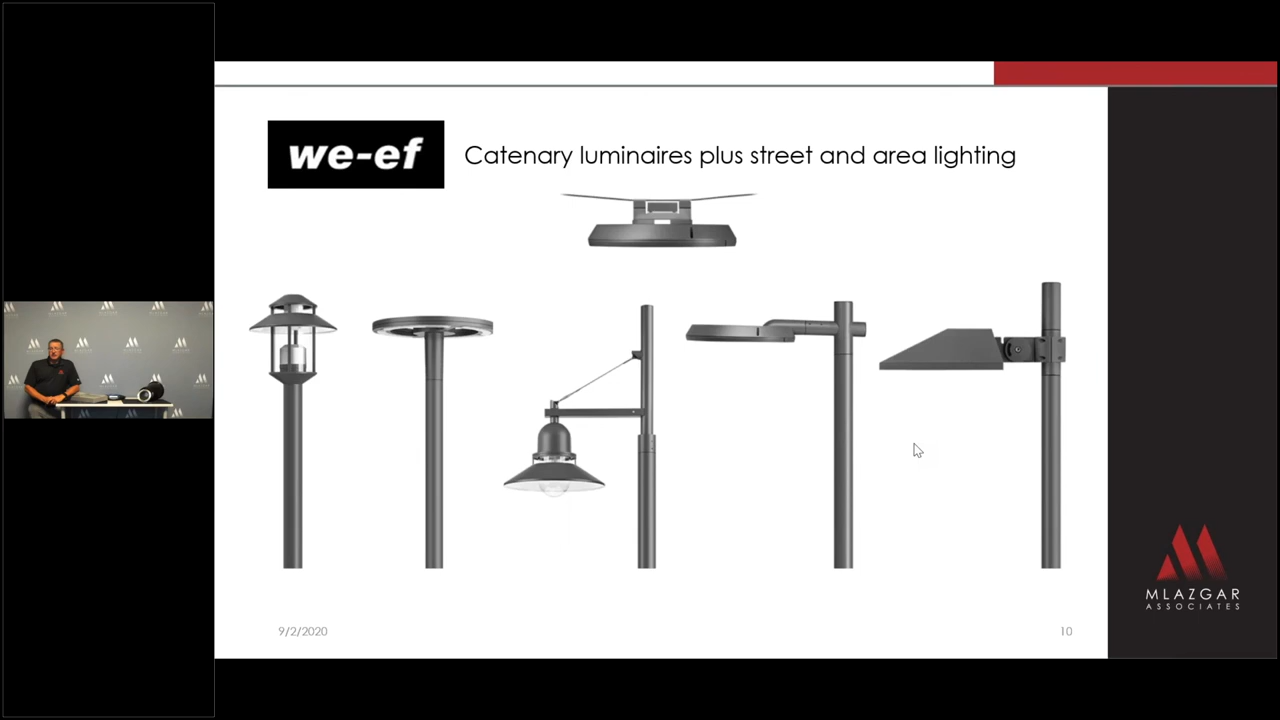 we-ef
Catenary luminaires plus street and area lighting
MLAZGAR
ASSOCIATES
9/2/2020
10